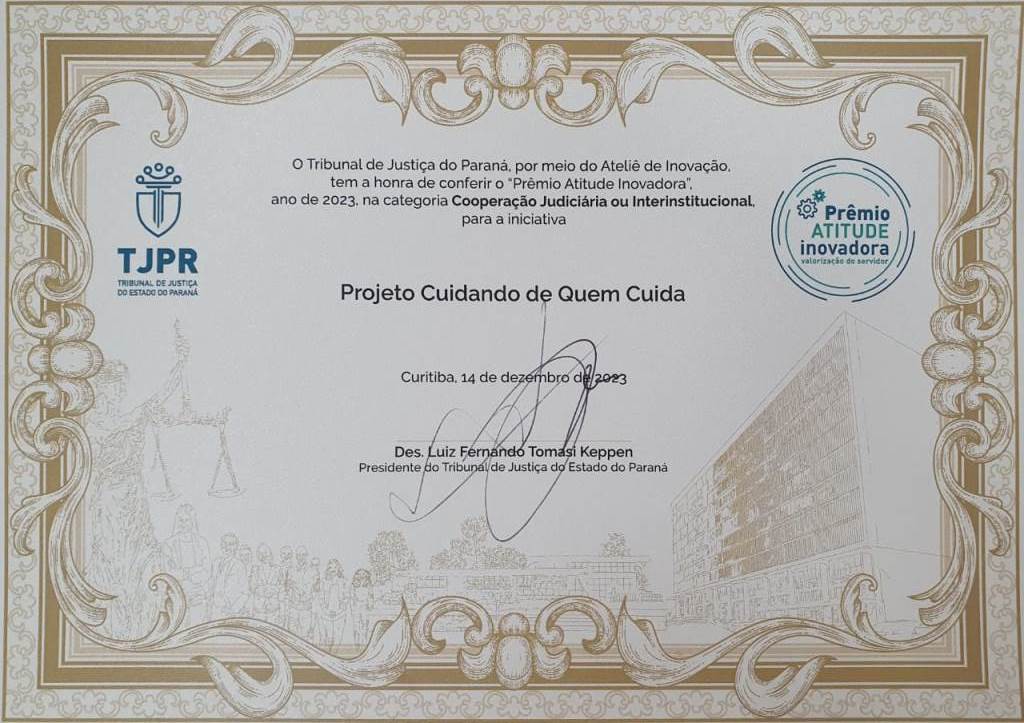 O Tribunal de Justiça do Paraná, por meio do Ateliê de Inovação,
tem a honra de conferir o “Prêmio Atitude Inovadora”,
ano de 2023, na categoria Cooperação Judiciária ou Interinstitucional,
para a iniciativa
TJPR
TRIBUNAL DE JUSTIÇA
DO ESTADO DO PARANÁ
Prêmio
ATITUDE
inovadora
valorização do servidor
Projeto Cuidando de Quem Cuida
Curitiba, 14 de dezembro de 2023
Des. Luiz Fernando Tomasi Keppen
Presidente do Tribunal de Justiça do Estado do Paraná